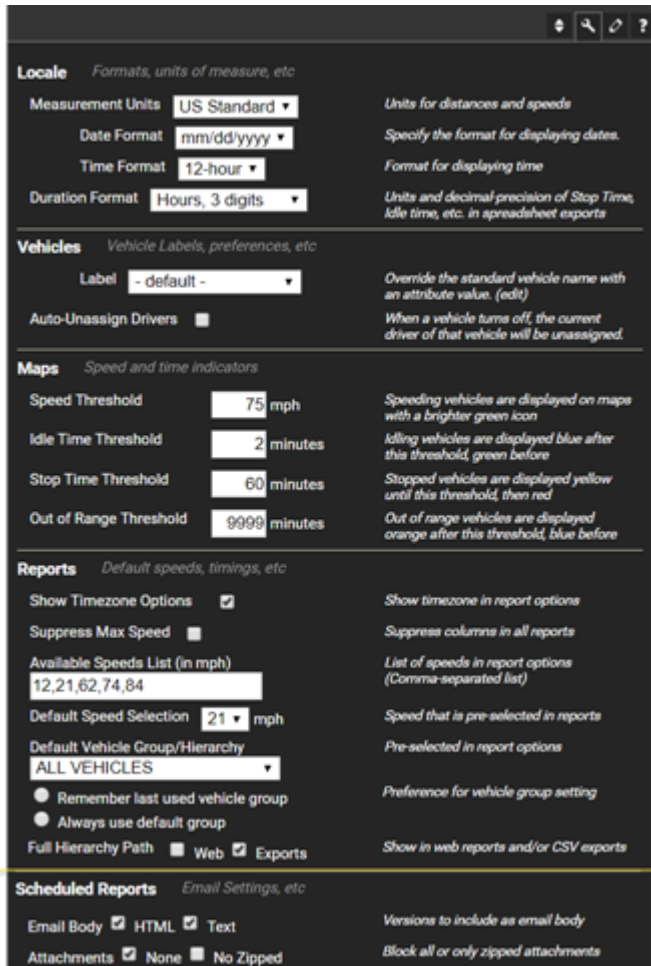 ?
Locale Formats, units of measure, etc
Measurement Units US Standard Units for distances and speeds
Date Format mm/dd/yyyy Specify the format for displaying dates.
Time Format 12-hour Format for displaying time
Duration Format Hours, 3 digits Units and decimal-precision of Stop Time,
Idle time, etc. in spreadsheet exports
Vehicles Vehicle Labels, preferences, etc
Label - default - Override the standard vehicle name with
an attribute value. (edit)
Auto-Unassign Drivers When a vehicle turns off, the current
driver of that vehicle will be unassigned.
Maps Speed and time indicators
Speed Threshold 75 mph Speeding vehicles are displayed on maps
with a brighter green icon
Idle Time Threshold 2 minutes Idling vehicles are displayed blue after
this threshold, green before
Stop Time Threshold 60 minutes Stopped vehicles are displayed yellow
until this threshold, then red
Out of Range Threshold 9999 minutes Out of range vehicles are displayed
orange after this threshold, blue before
Reports Default speeds, timings, etc
Show Timezone Options Show timezone in report options
Suppress Max Speed Suppress columns in all reports
Available Speeds List (in mph) List of speeds in report options
12,21,62,74,84 (Comma-separated list)
Default Speed Selection 21 mph Speed that is pre-selected in reports
Default Vehicle Group/Hierarchy Pre-selected in report options
ALL VEHICLES
Remember last used vehicle group Preference for vehicle group setting
Always use default group
Full Hierarchy Path Web Exports Show in web reports and/or CSV exports
Scheduled Reports Email Settings, etc
Email Body HTML Text Versions to include as email body
Attachments None No Zipped Block all or only zipped attachments